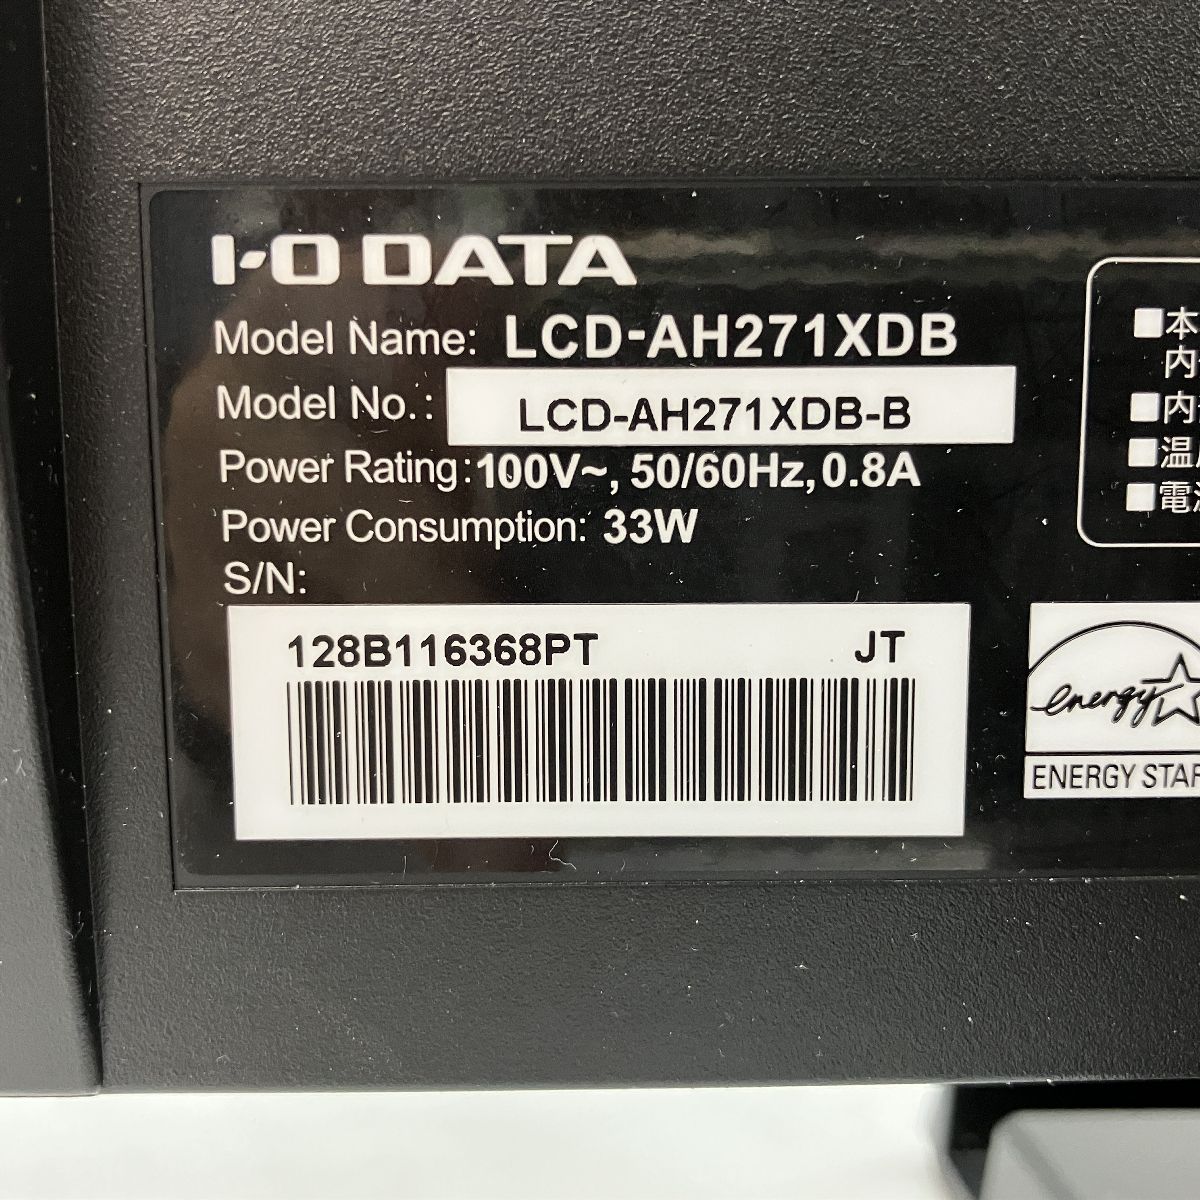 I-O DATA
Model Name: LCD-AH271XDB
Model No.: LCD-AH271XDB-B
Power Rating: 100V~, 50/60Hz, 0.8A
Power Consumption: 33W
S/N:
128B116368PT JT
■本
内
■内
■温
■電
energy
ENERGY STAR